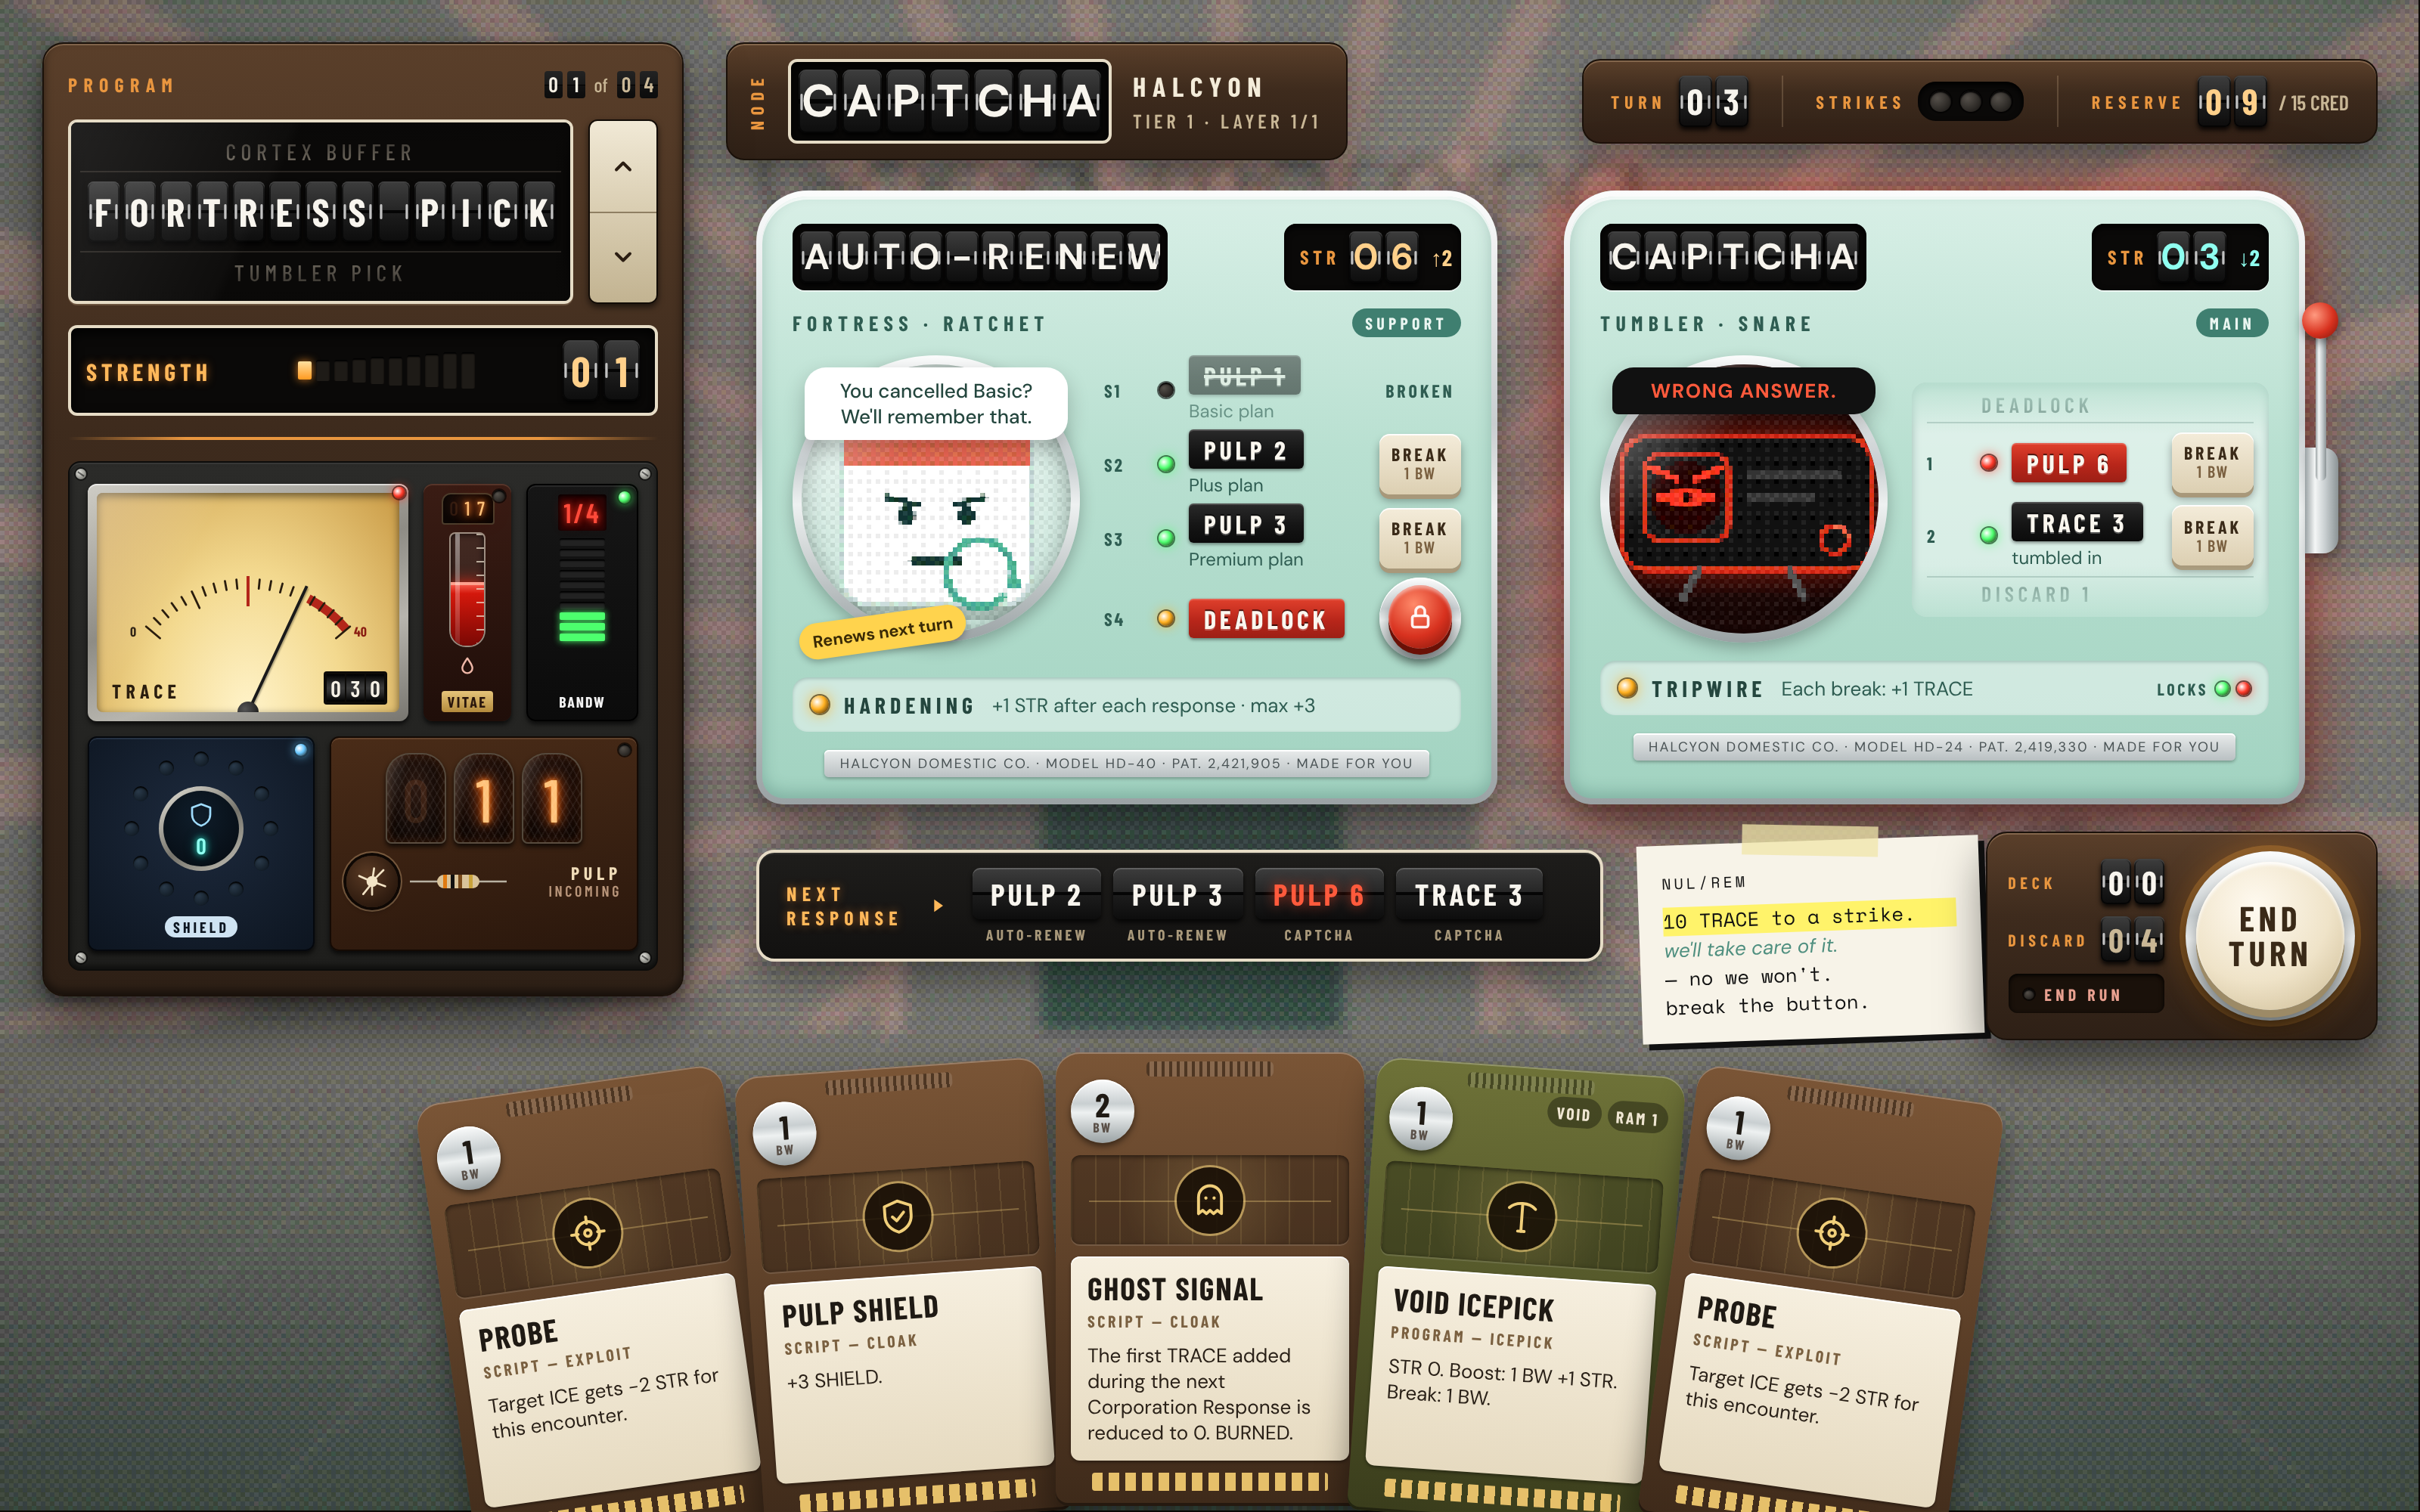 PROGRAM
01 of 04
CORTEX BUFFER
FORTRESS PICK
TUMBLER PICK
STRENGTH
01
0
40
TRACE
030
017
VITAE
1/4
BANDW
0
SHIELD
011
PULP
INCOMING
NODE
CAPTCHA
HALCYON
TIER 1 · LAYER 1/1
TURN 03
STRIKES
RESERVE 09 / 15 CRED
AUTO-RENEW
STR 06 ↑2
FORTRESS · RATCHET
SUPPORT
You cancelled Basic?
We'll remember that.
Renews next turn
S1 PULP 1 BROKEN
Basic plan
S2 PULP 2 BREAK
1 BW
Plus plan
S3 PULP 3 BREAK
1 BW
Premium plan
S4 DEADLOCK
HARDENING +1 STR after each response · max +3
HALCYON DOMESTIC CO. · MODEL HD-40 · PAT. 2,421,905 · MADE FOR YOU
CAPTCHA
STR 03 ↓2
TUMBLER · SNARE
MAIN
WRONG ANSWER.
DEADLOCK
1 PULP 6 BREAK
1 BW
2 TRACE 3 BREAK
1 BW
tumbled in
DISCARD 1
TRIPWIRE Each break: +1 TRACE
LOCKS
HALCYON DOMESTIC CO. · MODEL HD-24 · PAT. 2,419,330 · MADE FOR YOU
NEXT
RESPONSE
PULP 2 PULP 3 PULP 6 TRACE 3
AUTO-RENEW AUTO-RENEW CAPTCHA CAPTCHA
NUL/REM
10 TRACE to a strike.
we'll take care of it.
— no we won't.
break the button.
DECK 00
DISCARD 04
END RUN
END
TURN
1
BW
PROBE
SCRIPT – EXPLOIT
Target ICE gets -2 STR for
this encounter.
1
BW
PULP SHIELD
SCRIPT – CLOAK
+3 SHIELD.
2
BW
GHOST SIGNAL
SCRIPT – CLOAK
The first TRACE added
during the next
Corporation Response is
reduced to 0. BURNED.
1
BW
VOID
RAM 1
VOID ICEPICK
PROGRAM – ICEPICK
STR 0. Boost: 1 BW +1 STR.
Break: 1 BW.
1
BW
PROBE
SCRIPT – EXPLOIT
Target ICE gets -2 STR for
this encounter.